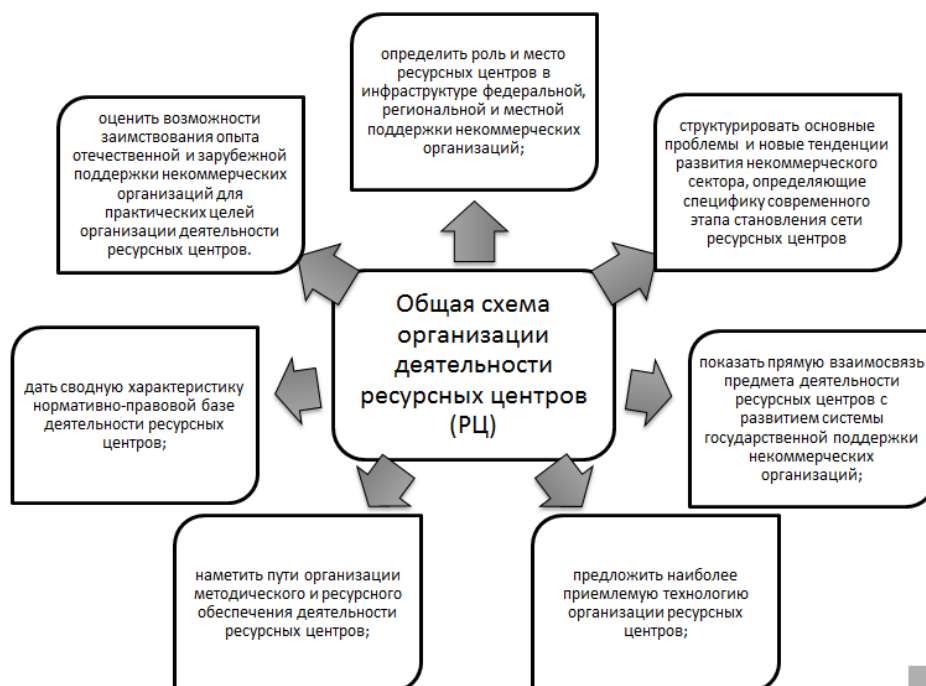 определить роль и место
ресурсных центров в
инфраструктуре федеральной,
региональной и местной
поддержки некоммерческих
организаций;
структурировать основные
проблемы и новые тенденции
развития некоммерческого
сектора, определяющие
специфику современного
этапа становления сети
ресурсных центров
показать прямую взаимосвязь
предмета деятельности
ресурсных центров с
развитием системы
государственной поддержки
некоммерческих
организаций;
предложить наиболее
приемлемую технологию
организации ресурсных
центров;
наметить пути организации
методического и ресурсного
обеспечения деятельности
ресурсных центров;
дать сводную характеристику
нормативно-правовой базе
деятельности ресурсных
центров;
оценить возможности
заимствования опыта
отечественной и зарубежной
поддержки некоммерческих
организаций для
практических целей
организации деятельности
ресурсных центров.
Общая схема
организации
деятельности
ресурсных центров
(РЦ)